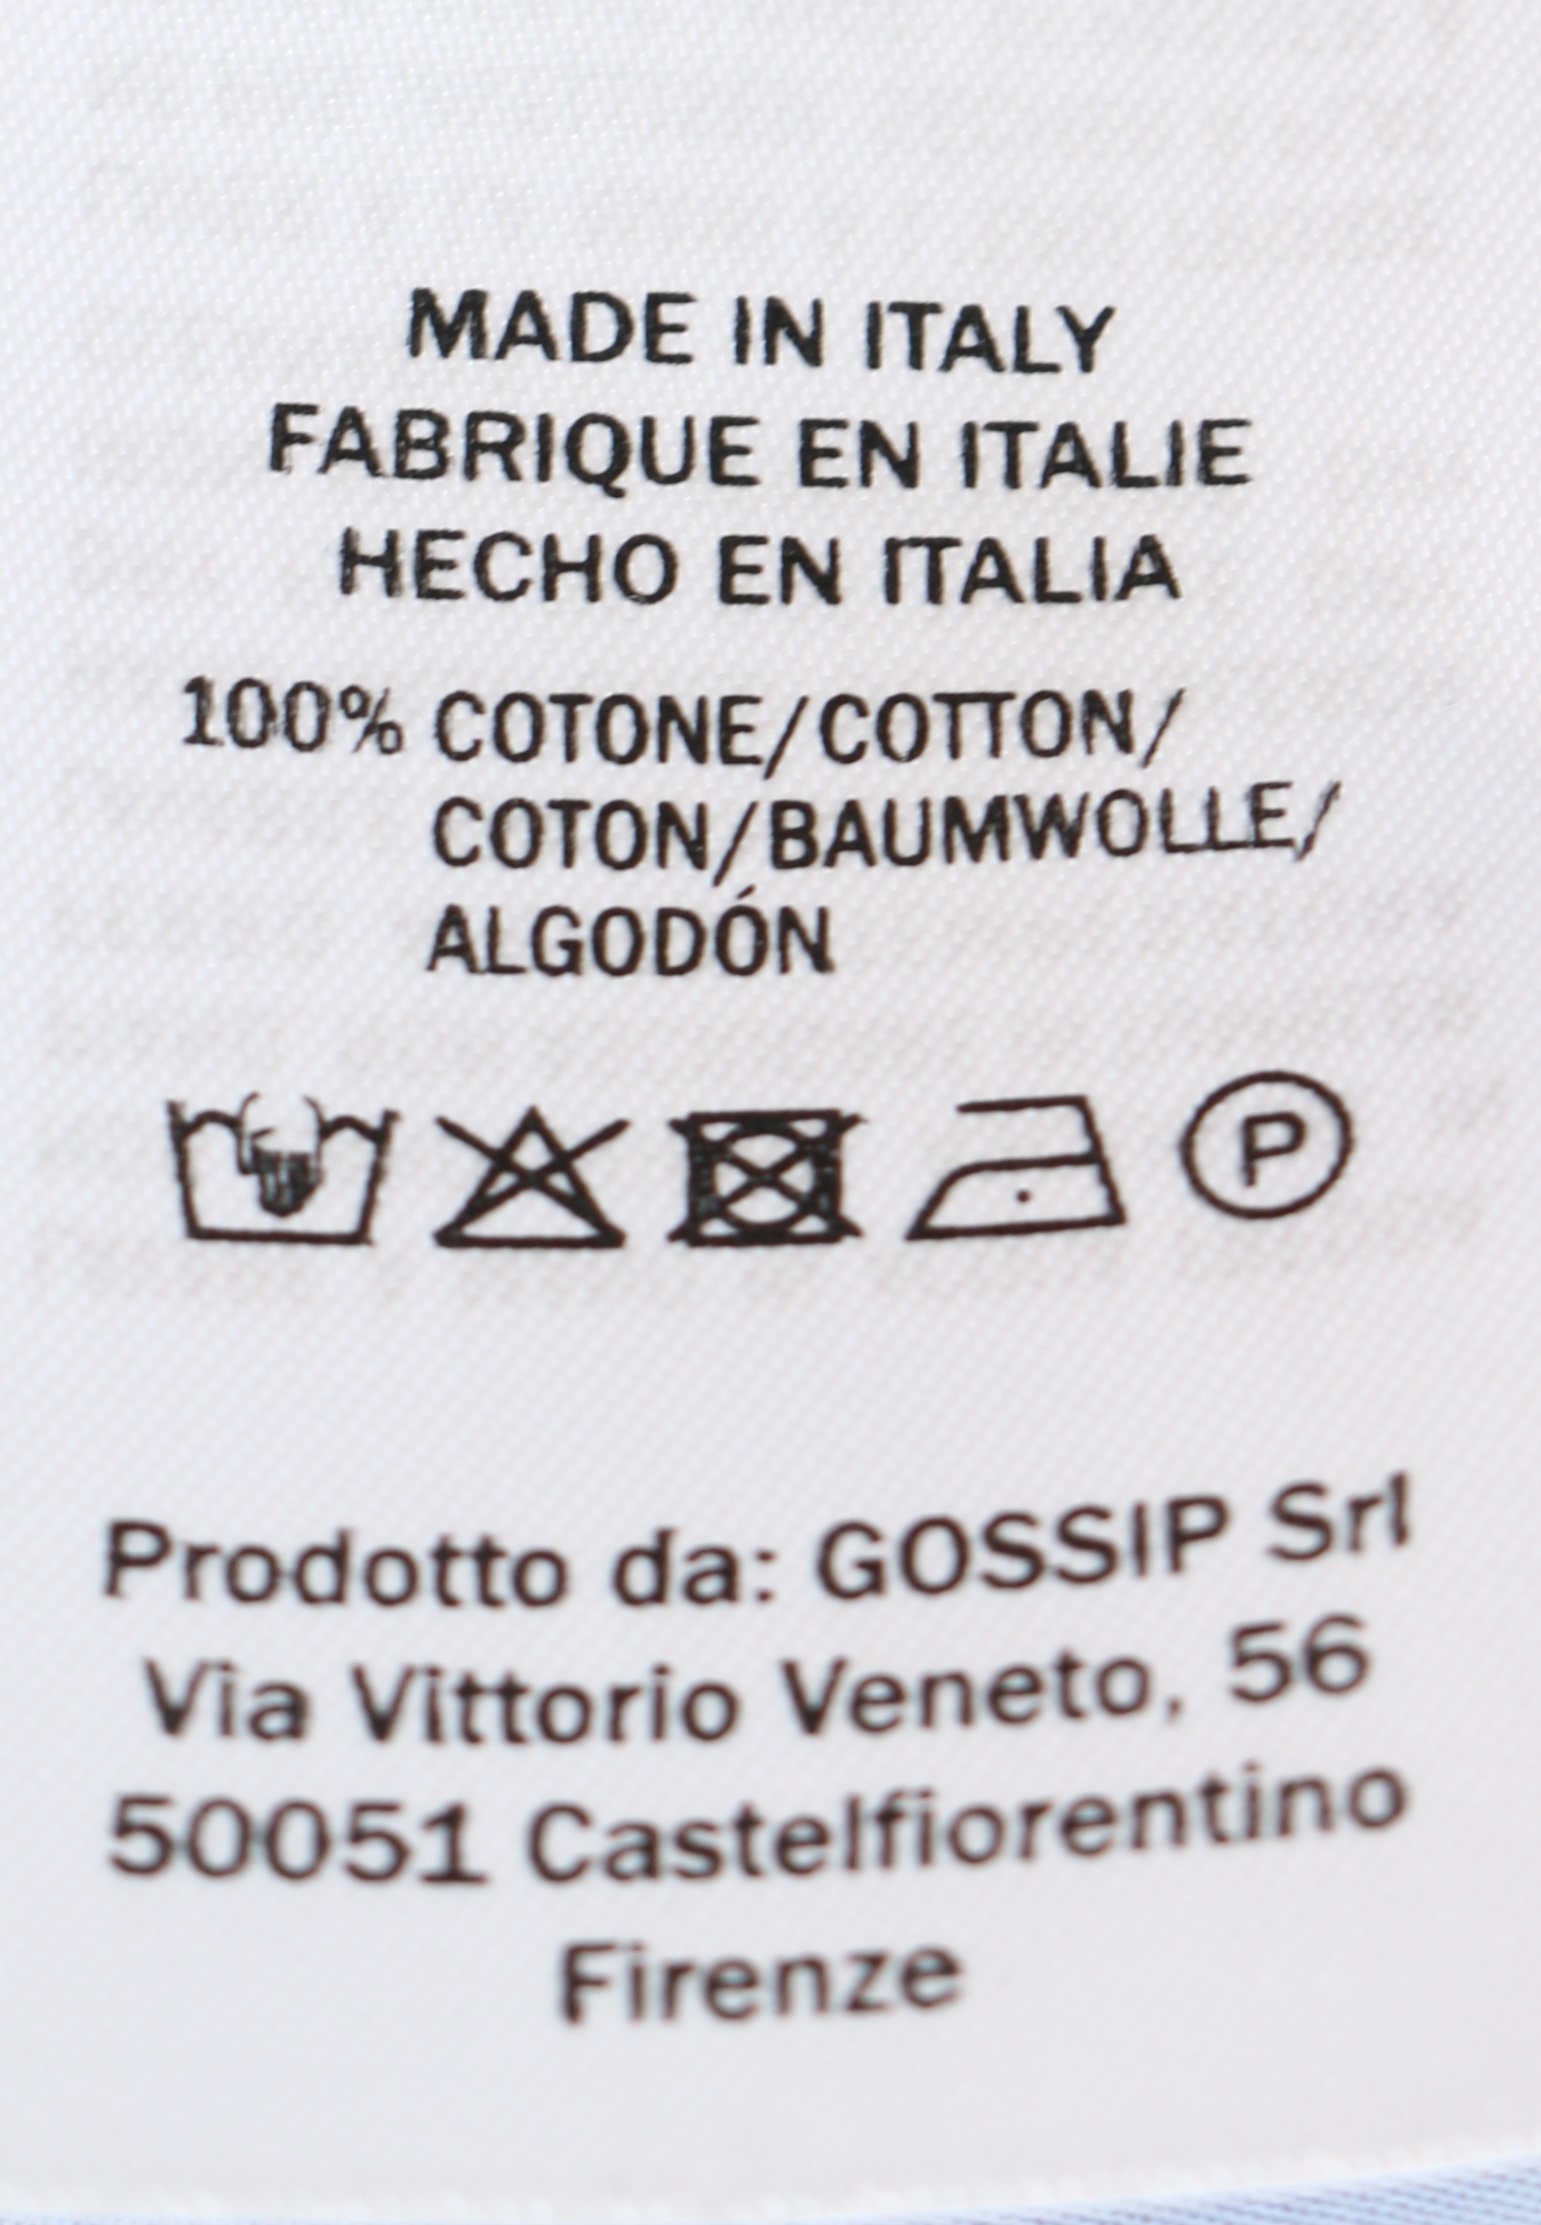 MADE IN ITALY
FABRIQUE EN ITALIE
HECHO EN ITALIA
100% COTONE/COTTON/
COTON/BAUMWOLLE/
ALGODÓN
P
Prodotto da: GOSSIP Srl
Via Vittorio Veneto, 56
50051 Castelfiorentino
Firenze